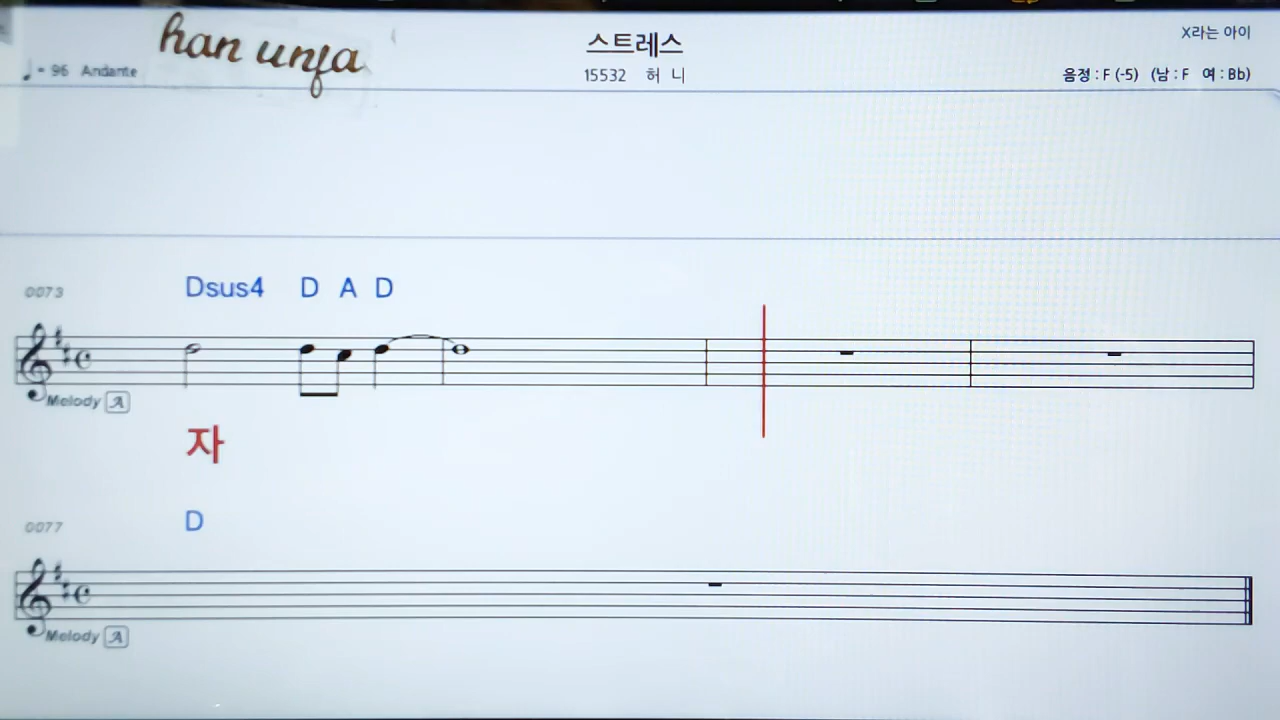 han unfa
스트레스
X라는 아이
♩= 96 Andante
15532 허 니
음정 : F (-5) (남 : F 여 : Bb)
0073
Dsus4 D A D
Melody A
자
0077
D
Melody A